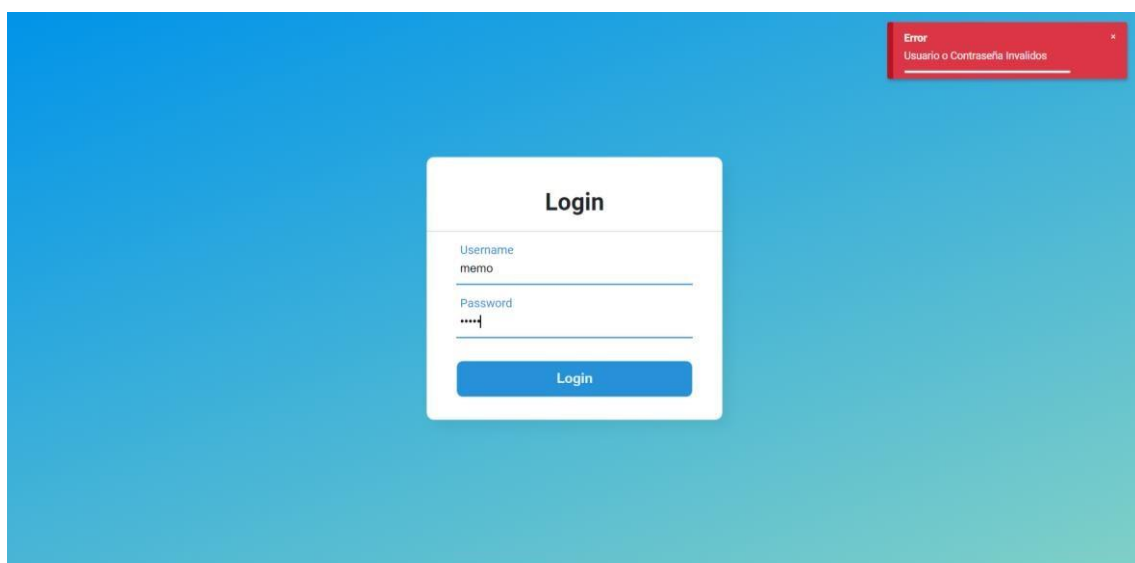 Error
×
Usuario o Contraseña Invalidos
Login
Username
memo
Password
•••••
Login